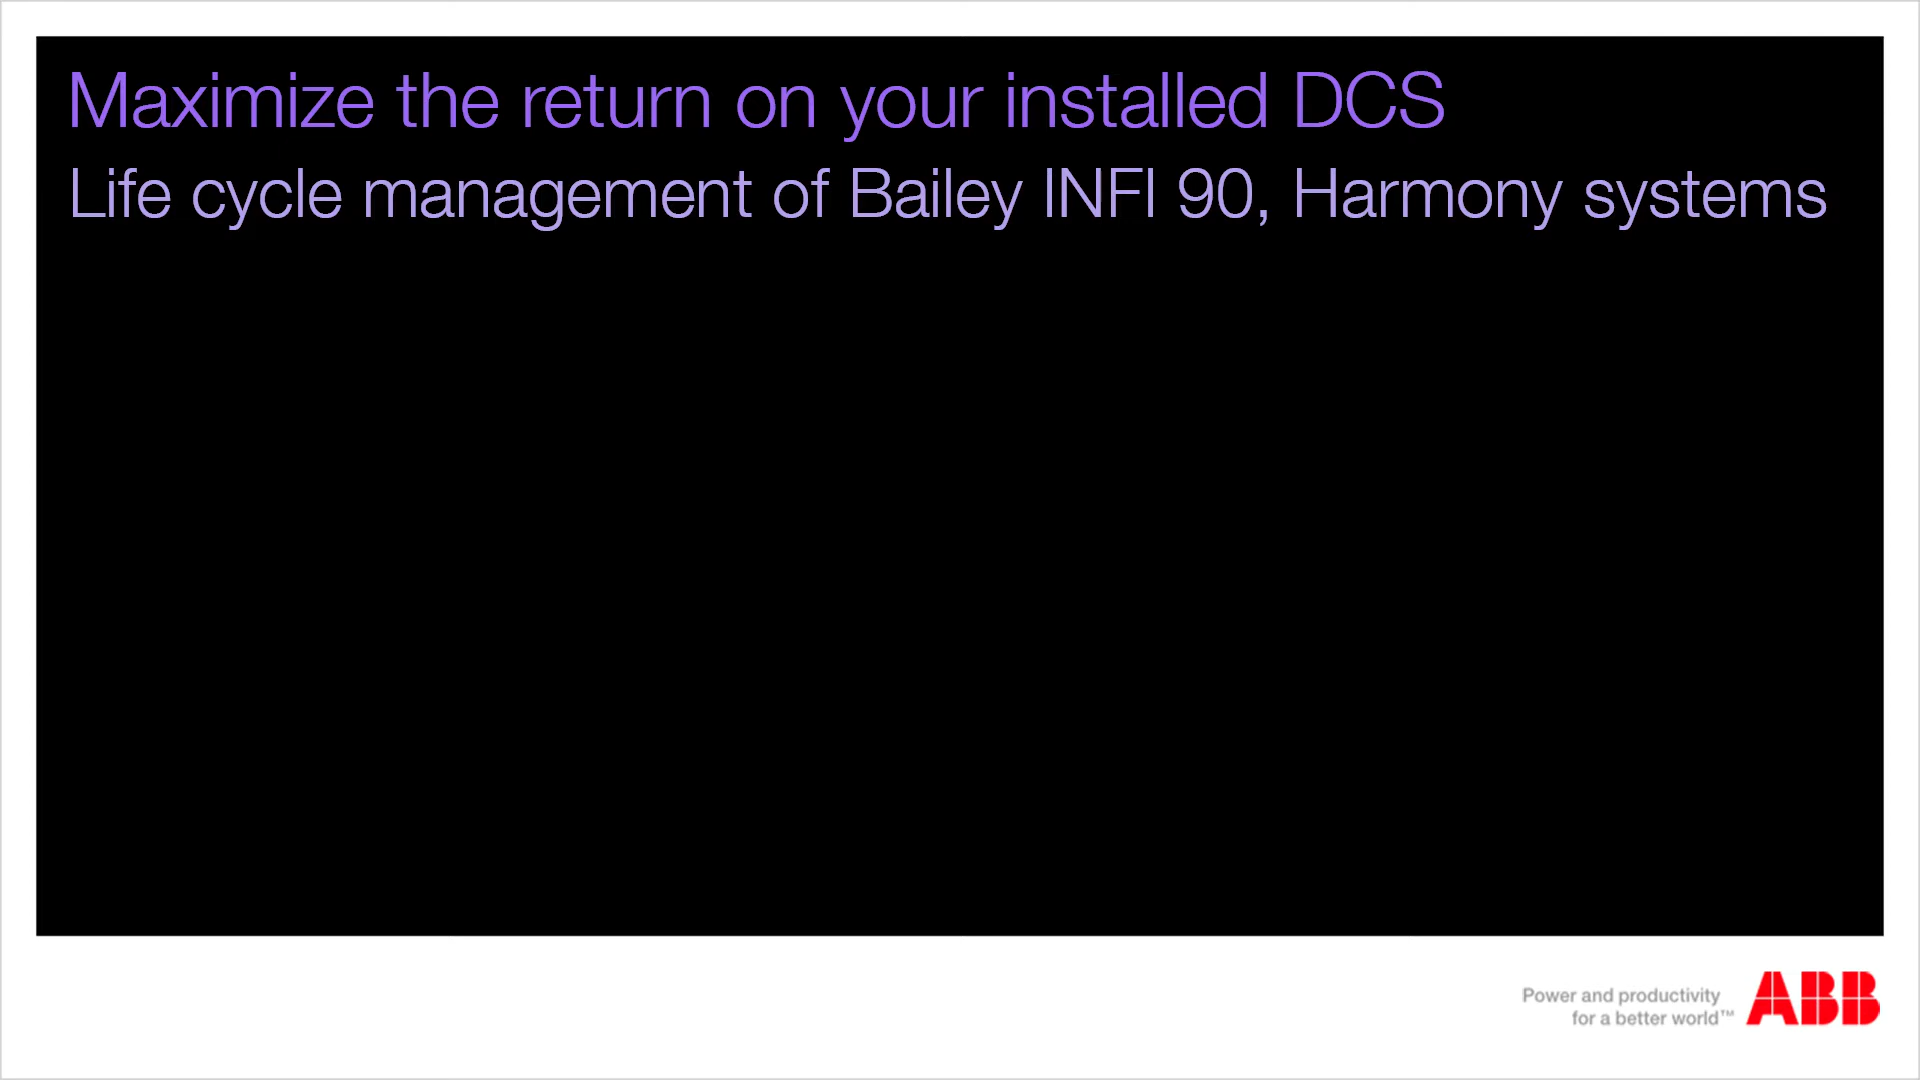 Maximize the return on your installed DCS
Life cycle management of Bailey INFI 90, Harmony systems
Power and productivity
for a better world™
ABB